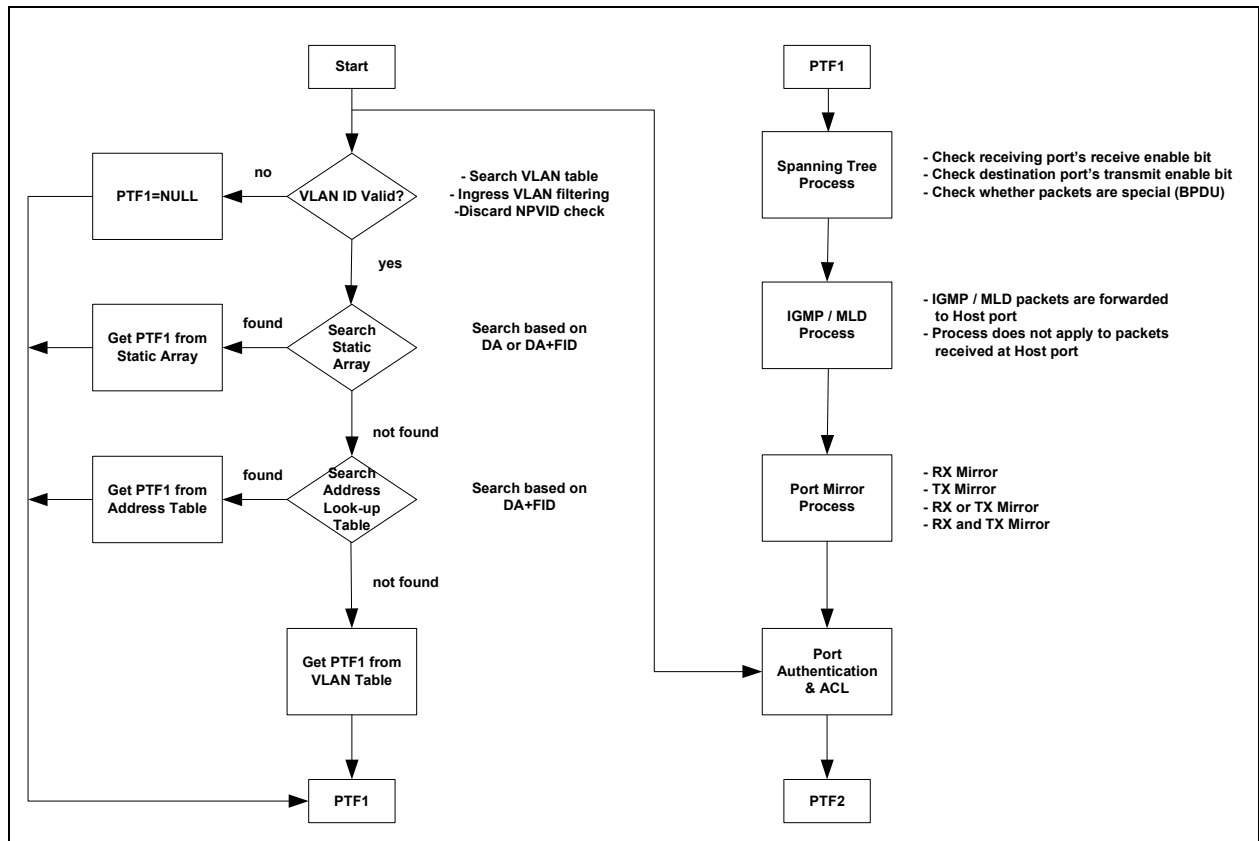 Start
no
PTF1=NULL
VLAN ID Valid?
- Search VLAN table
- Ingress VLAN filtering
-Discard NPVID check
yes
found
Get PTF1 from
Static Array
Search
Static
Array
Search based on
DA or DA+FID
not found
found
Get PTF1 from
Address Table
Search
Address
Look-up
Table
Search based on
DA+FID
not found
Get PTF1 from
VLAN Table
PTF1
PTF1
Spanning Tree
Process
- Check receiving port's receive enable bit
- Check destination port's transmit enable bit
- Check whether packets are special (BPDU)
IGMP / MLD
Process
- IGMP / MLD packets are forwarded
to Host port
- Process does not apply to packets
received at Host port
Port Mirror
Process
- RX Mirror
- TX Mirror
- RX or TX Mirror
- RX and TX Mirror
Port
Authentication
& ACL
PTF2